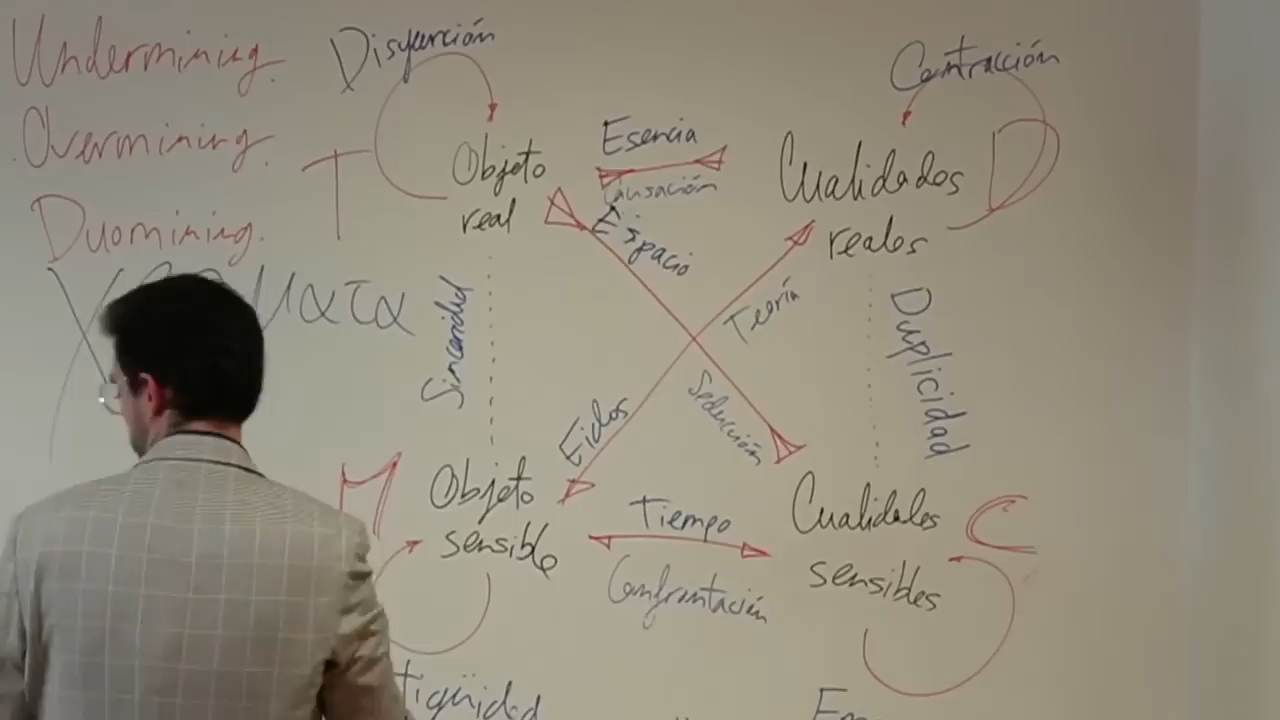 Undermining.
Overmining.
Duomining.
Disyunción
Contracción
T
Objeto
real
Esencia
Causación
Cualidades
reales
D
Espacio
Teoría
Sinceridad
Duplicidad
Eidos
Seducción
M
Objeto
sensible
Tiempo
Confrontación
Cualidades
sensibles
C